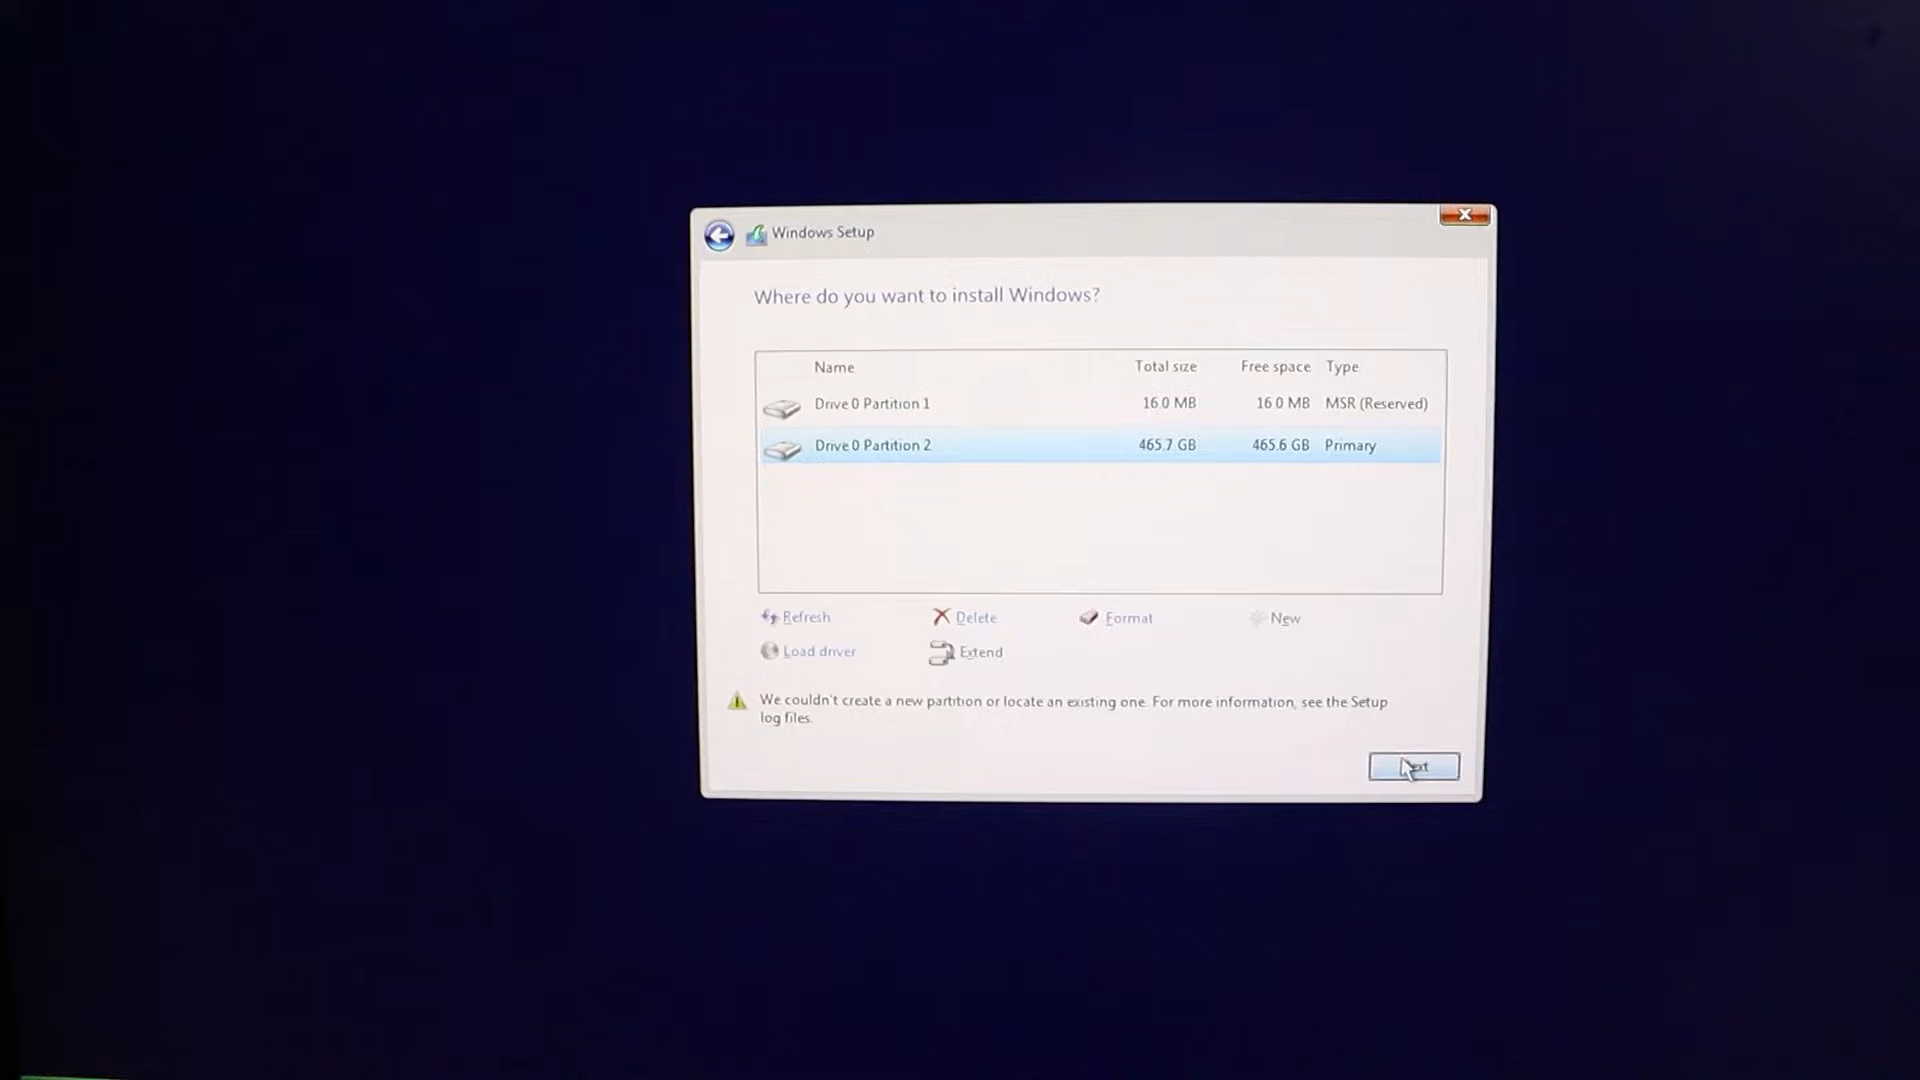 Windows Setup
Where do you want to install Windows?
Name Total size Free space Type
Drive 0 Partition 1 16.0 MB 16.0 MB MSR (Reserved)
Drive 0 Partition 2 465.7 GB 465.6 GB Primary
Refresh Delete Format New
Load driver Extend
We couldn't create a new partition or locate an existing one. For more information, see the Setup
log files.